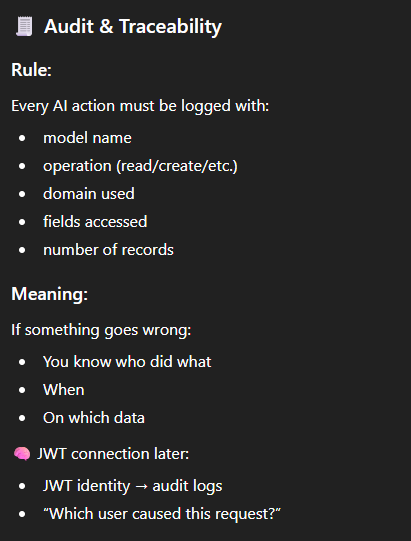 🧾 Audit & Traceability
Rule:
Every AI action must be logged with:
• model name
• operation (read/create/etc.)
• domain used
• fields accessed
• number of records
Meaning:
If something goes wrong:
• You know who did what
• When
• On which data
🧠 JWT connection later:
• JWT identity → audit logs
• “Which user caused this request?”